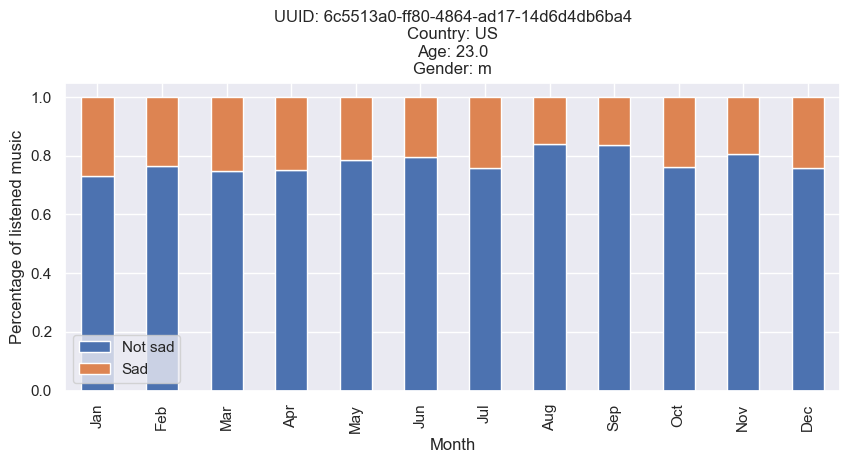 UUID: 6c5513a0-ff80-4864-ad17-14d6d4db6ba4
Country: US
Age: 23.0
Gender: m
Percentage of listened music
1.0
0.8
0.6
0.4
0.2
0.0
Not sad
Sad
Jan
Feb
Mar
Apr
May
Jun
Jul
Aug
Sep
Oct
Nov
Dec
Month